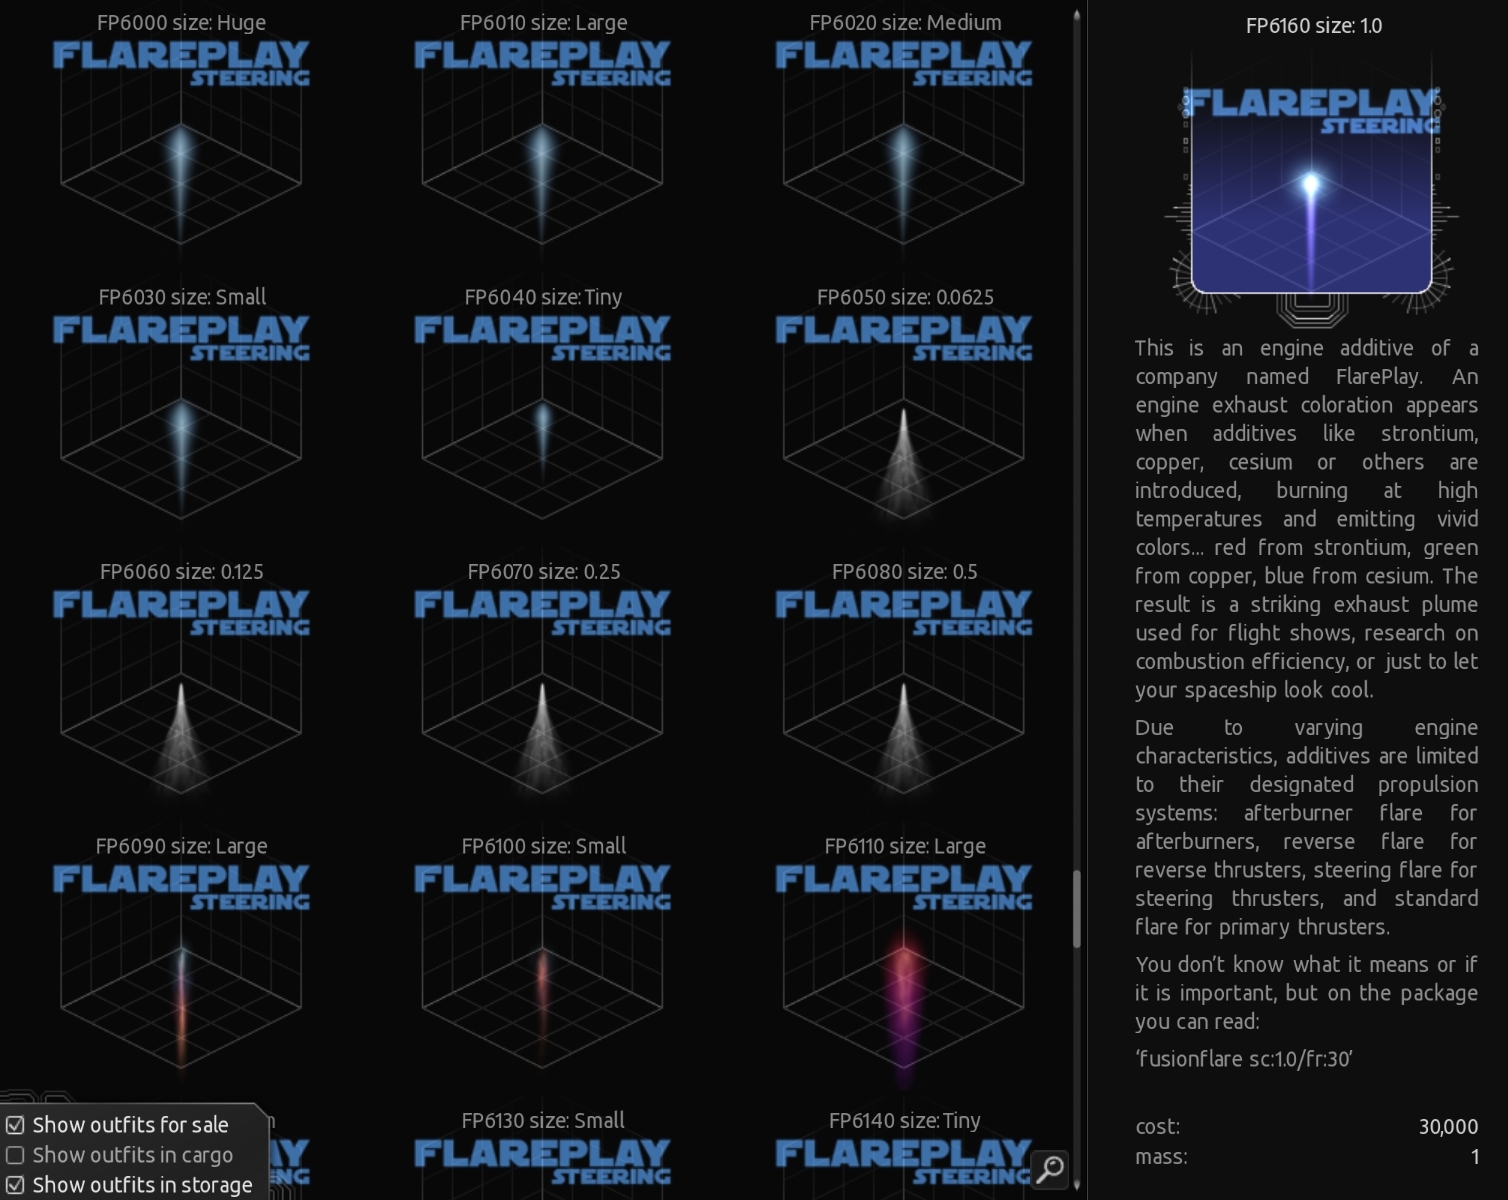 FP6000 size: Huge
FLAREPLAY
STEERING
FP6010 size: Large
FLAREPLAY
STEERING
FP6020 size: Medium
FLAREPLAY
STEERING
FP6030 size: Small
FLAREPLAY
STEERING
FP6040 size: Tiny
FLAREPLAY
STEERING
FP6050 size: 0.0625
FLAREPLAY
STEERING
FP6060 size: 0.125
FLAREPLAY
STEERING
FP6070 size: 0.25
FLAREPLAY
STEERING
FP6080 size: 0.5
FLAREPLAY
STEERING
FP6090 size: Large
FLAREPLAY
STEERING
FP6100 size: Small
FLAREPLAY
STEERING
FP6110 size: Large
FLAREPLAY
STEERING
FP6130 size: Small
FLAREPLAY
STEERING
FP6140 size: Tiny
FLAREPLAY
STEERING
Show outfits for sale
Show outfits in cargo
Show outfits in storage
FP6160 size: 1.0
FLAREPLAY
STEERING
This is an engine additive of a
company named FlarePlay. An
engine exhaust coloration appears
when additives like strontium,
copper, cesium or others are
introduced, burning at high
temperatures and emitting vivid
colors... red from strontium, green
from copper, blue from cesium. The
result is a striking exhaust plume
used for flight shows, research on
combustion efficiency, or just to let
your spaceship look cool.
Due to varying engine
characteristics, additives are limited
to their designated propulsion
systems: afterburner flare for
afterburners, reverse flare for
reverse thrusters, steering flare for
steering thrusters, and standard
flare for primary thrusters.
You don’t know what it means or if
it is important, but on the package
you can read:
‘fusionflare sc:1.0/fr:30’
cost: 30,000
mass: 1